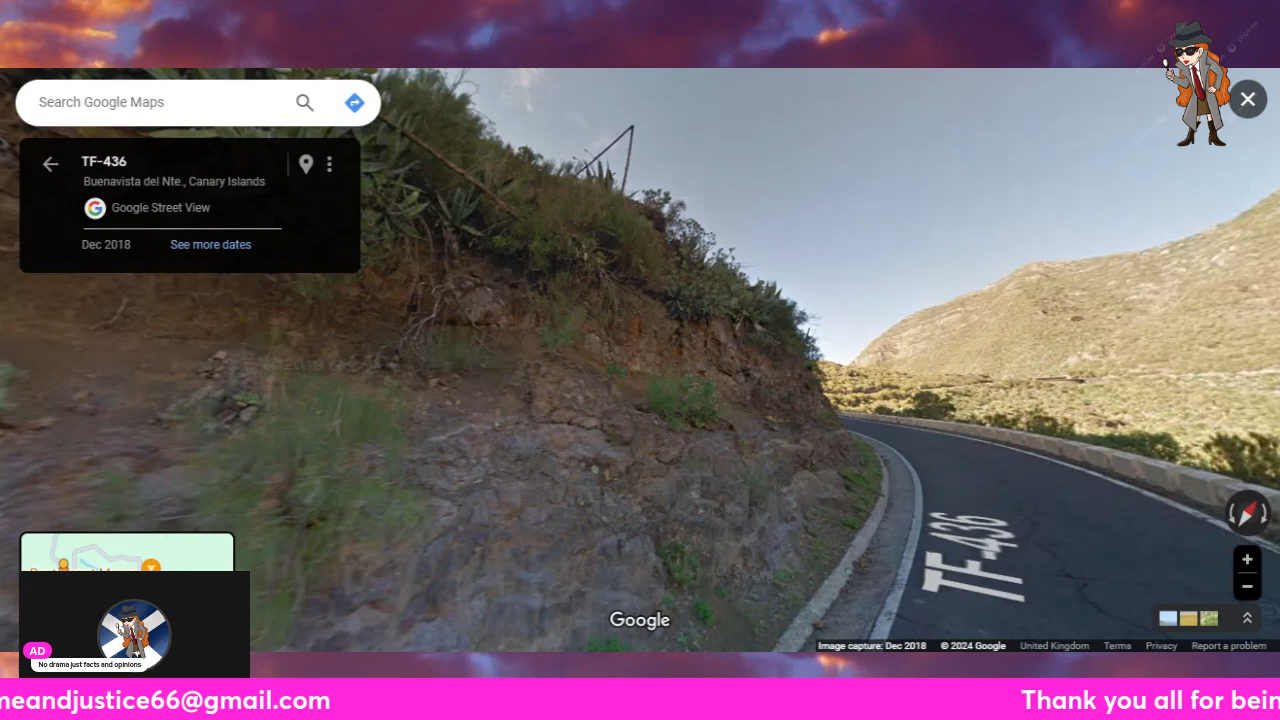 Search Google Maps
TF-436
Buenavista del Nte., Canary Islands
Google Street View
Dec 2018
See more dates
TF-436
Google
Image capture: Dec 2018
© 2024 Google
United Kingdom
Terms
Privacy
Report a problem
AD
No drama just facts and opinions
meandjustice66@gmail.com
Thank you all for bein